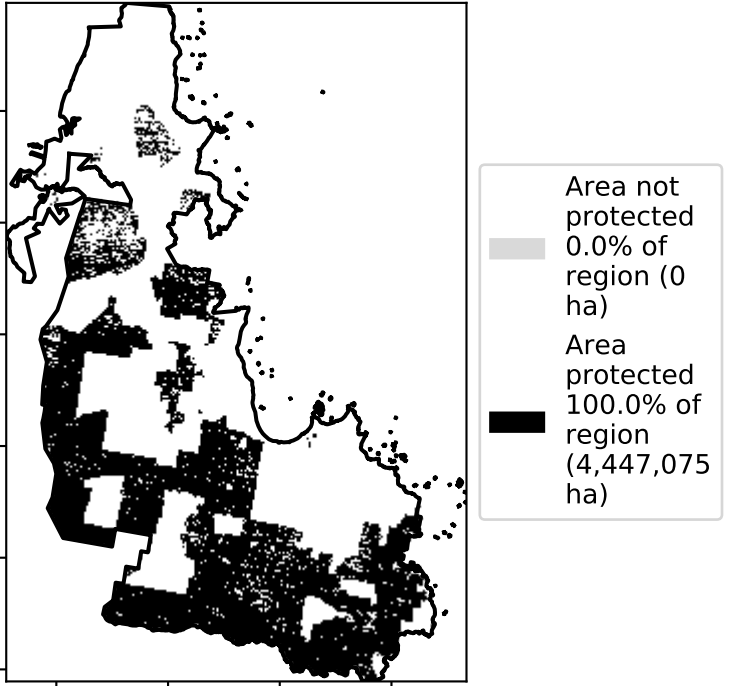 Area not
protected
0.0% of
region (0
ha)
Area
protected
100.0% of
region
(4,447,075
ha)